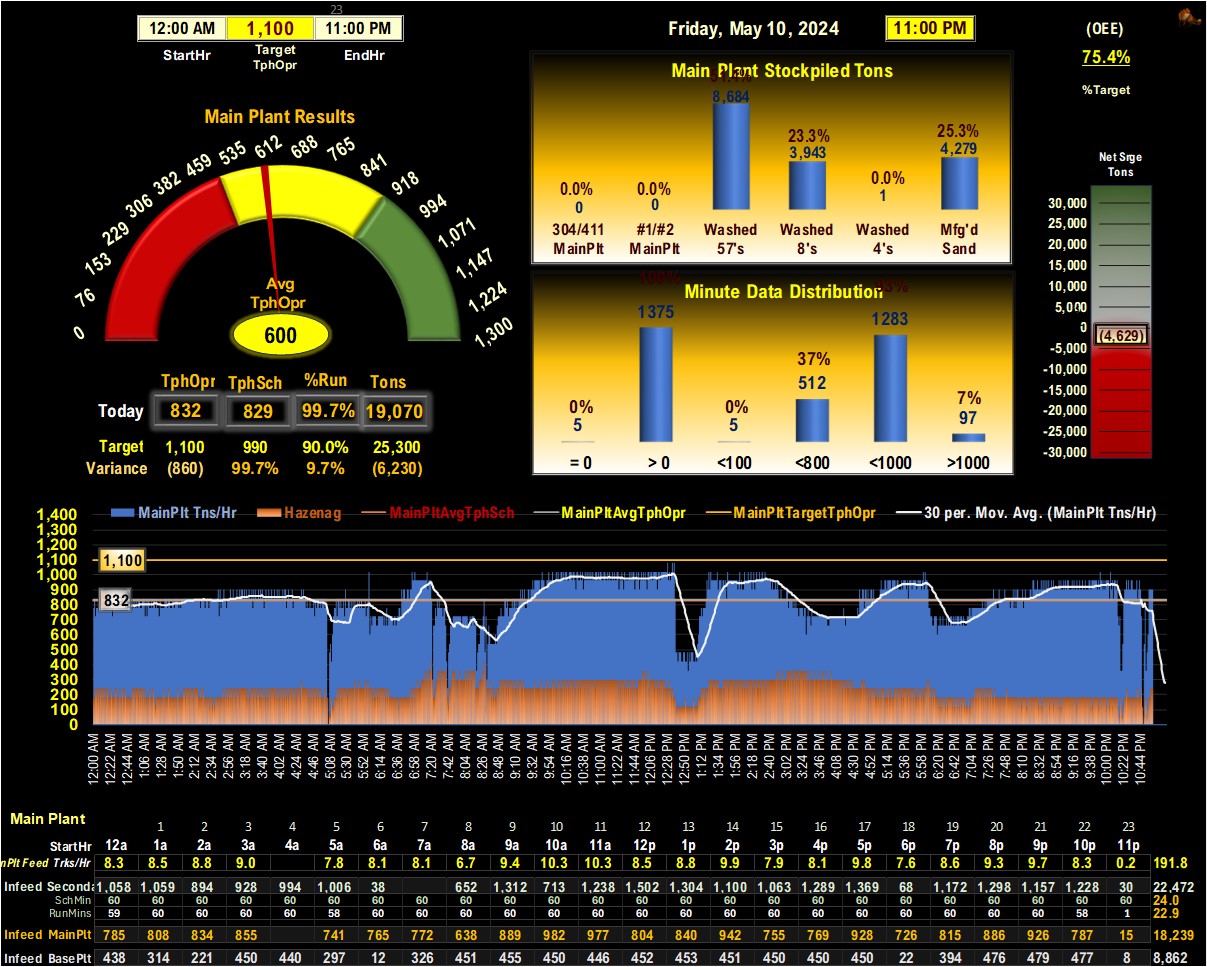 23
12:00 AM 1,100 11:00 PM
StartHr Target TphOpr EndHr
Friday, May 10, 2024 11:00 PM
(OEE)
75.4%
%Target
Main Plant Results
0 76 153 229 306 382 459 535 612 688 765 841 918 994 1,071 1,147 1,224 1,300
Avg
TphOpr
600
TphOpr TphSch %Run Tons
Today 832 829 99.7% 19,070
Target 1,100 990 90.0% 25,300
Variance (860) 99.7% 9.7% (6,230)
Main Plant Stockpiled Tons
8,684
23.3% 25.3%
3,943 4,279
0.0% 0.0% 0.0%
0 0 1
304/411 #1/#2 Washed Washed Washed Mfg'd
MainPlt MainPlt 57's 8's 4's Sand
Minute Data Distribution
1375 1283
37%
512
0% 0% 7%
5 5 97
= 0 > 0 <100 <800 <1000 >1000
Net Srge
Tons
30,000
25,000
20,000
15,000
10,000
5,000
0
(4,629)
-5,000
-10,000
-15,000
-20,000
-25,000
-30,000
MainPlt Tns/Hr Hazenag MainPltAvgTphSch MainPltAvgTphOpr MainPltTargetTphOpr 30 per. Mov. Avg. (MainPlt Tns/Hr)
1,400
1,300
1,200
1,100
1,000
900
800
700
600
500
400
300
200
100
0
1,100
832
12:00 AM 12:22 AM 12:44 AM 1:06 AM 1:28 AM 1:50 AM 2:12 AM 2:34 AM 2:56 AM 3:18 AM 3:40 AM 4:02 AM 4:24 AM 4:46 AM 5:08 AM 5:30 AM 5:52 AM 6:14 AM 6:36 AM 6:58 AM 7:20 AM 7:42 AM 8:04 AM 8:26 AM 8:48 AM 9:10 AM 9:32 AM 9:54 AM 10:16 AM 10:38 AM 11:00 AM 11:22 AM 11:44 AM 12:06 PM 12:28 PM 12:50 PM 1:12 PM 1:34 PM 1:56 PM 2:18 PM 2:40 PM 3:02 PM 3:24 PM 3:46 PM 4:08 PM 4:30 PM 4:52 PM 5:14 PM 5:36 PM 5:58 PM 6:20 PM 6:42 PM 7:04 PM 7:26 PM 7:48 PM 8:10 PM 8:32 PM 8:54 PM 9:16 PM 9:38 PM 10:00 PM 10:22 PM 10:44 PM
Main Plant
1 2 3 4 5 6 7 8 9 10 11 12 13 14 15 16 17 18 19 20 21 22 23
StartHr 12a 1a 2a 3a 4a 5a 6a 7a 8a 9a 10a 11a 12p 1p 2p 3p 4p 5p 6p 7p 8p 9p 10p 11p
nPlt Feed Trks/Hr 8.3 8.5 8.8 9.0 7.8 8.1 8.1 6.7 9.4 10.3 10.3 8.5 8.8 9.9 7.9 8.1 9.8 7.6 8.6 9.3 9.7 8.3 0.2 191.8
Infeed Seconda 1,058 1,059 894 928 994 1,006 38 652 1,312 713 1,238 1,502 1,304 1,100 1,063 1,289 1,369 68 1,172 1,298 1,157 1,228 30 22,472
SchMin 60 60 60 60 60 60 60 60 60 60 60 60 60 60 60 60 60 60 60 60 60 60 60 60 24.0
RunMins 59 60 60 60 60 58 60 60 60 60 60 60 60 60 60 60 60 60 60 60 60 60 58 1 22.9
Infeed MainPlt 785 808 834 855 741 765 772 638 889 982 977 804 840 942 755 769 928 726 815 886 926 787 15 18,239
Infeed BasePlt 438 314 221 450 440 297 12 326 451 455 450 446 452 453 451 450 450 450 22 394 476 479 477 8 8,862